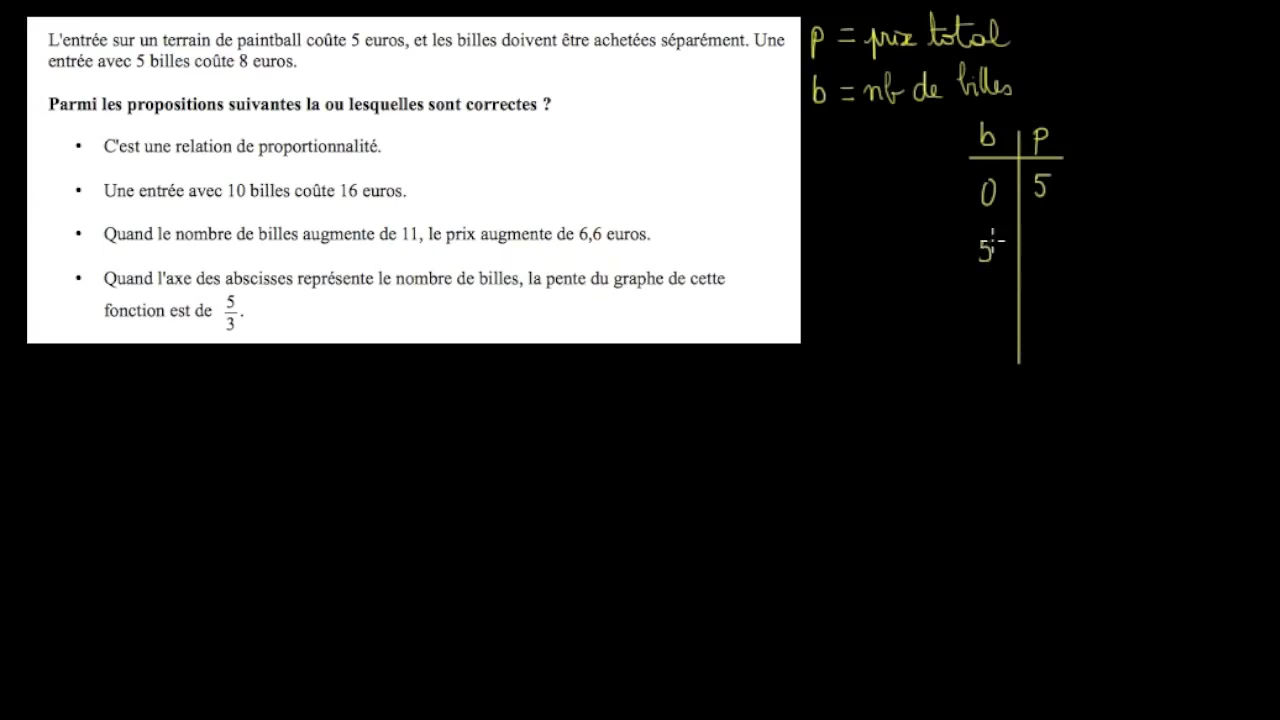 L'entrée sur un terrain de paintball coûte 5 euros, et les billes doivent être achetées séparément. Une
entrée avec 5 billes coûte 8 euros.
Parmi les propositions suivantes la ou lesquelles sont correctes ?
• C'est une relation de proportionnalité.
• Une entrée avec 10 billes coûte 16 euros.
• Quand le nombre de billes augmente de 11, le prix augmente de 6,6 euros.
• Quand l'axe des abscisses représente le nombre de billes, la pente du graphe de cette
fonction est de 5/3.
p = prix total
b = nb de billes
b p
0 5
5